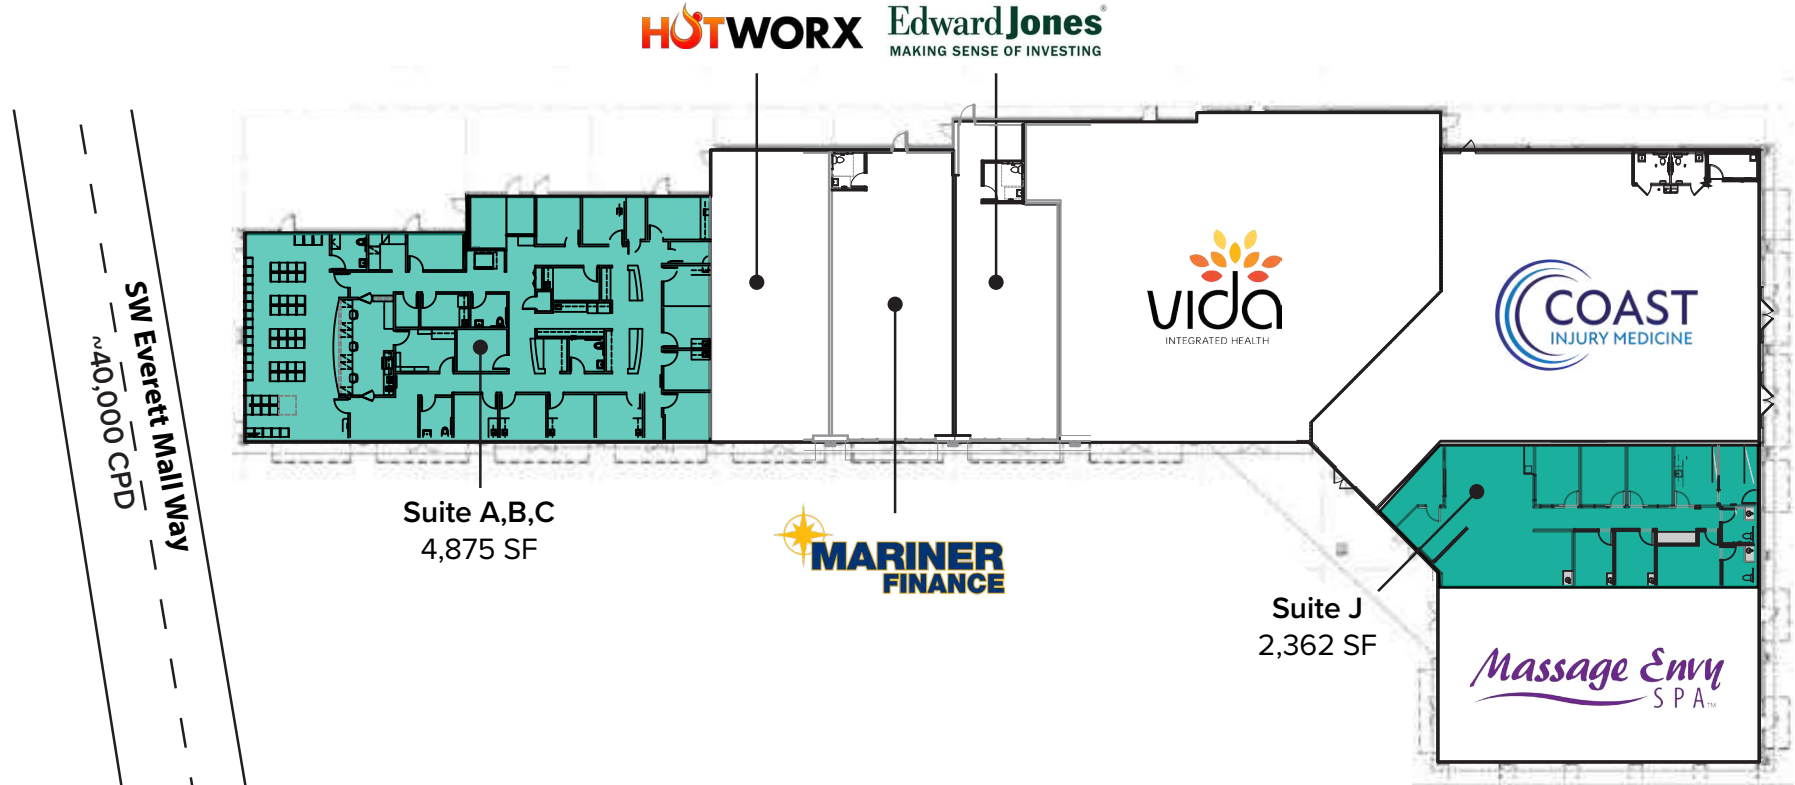 HOTWORX
Edward Jones®
MAKING SENSE OF INVESTING
SW Everett Mall Way
~40,000 CPD
vida
INTEGRATED HEALTH
COAST
INJURY MEDICINE
Suite A,B,C
4,875 SF
MARINER
FINANCE
Suite J
2,362 SF
Massage Envy
SPA™